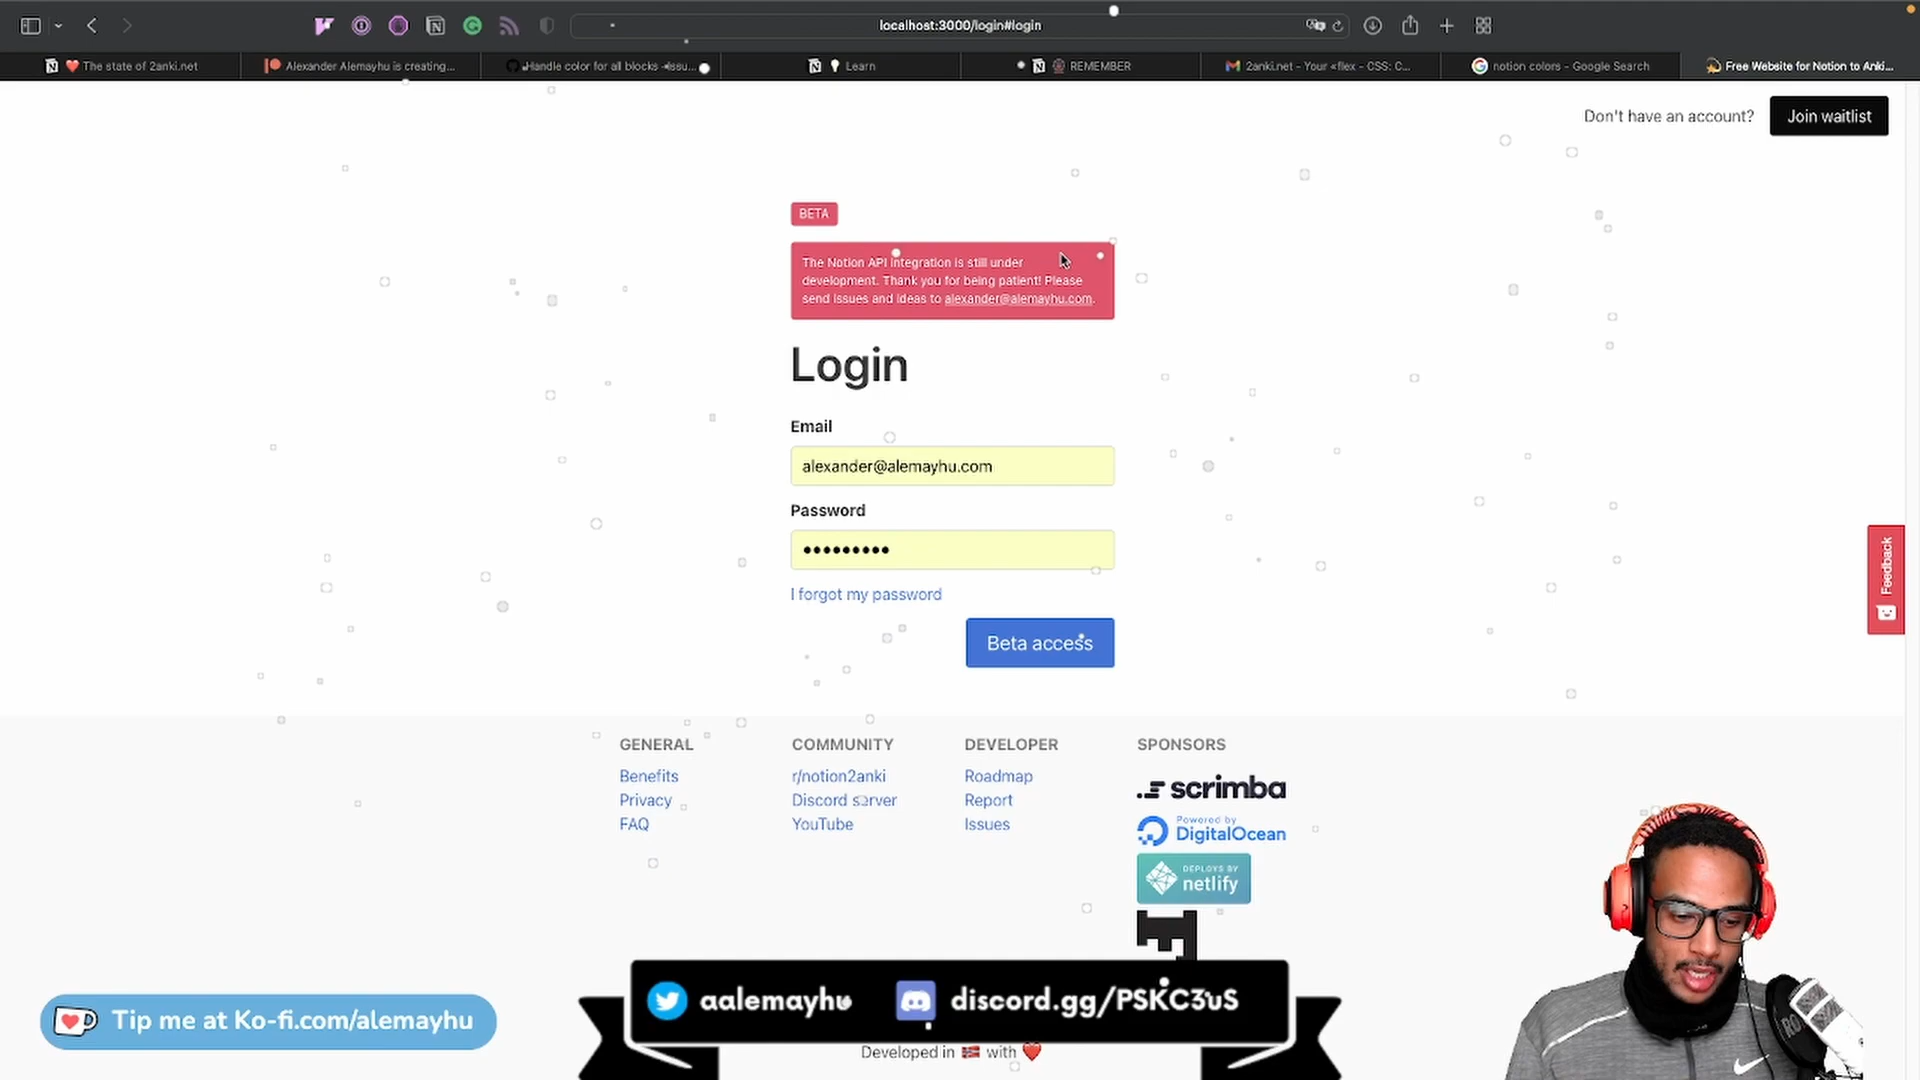 localhost:3000/login#login
❤️ The state of 2anki.net
Alexander Alemayhu is creating...
Handle color for all blocks · Issu...
Learn
REMEMBER
2anki.net - Your «flex - CSS: C...
notion colors - Google Search
Free Website for Notion to Anki...
Don't have an account?
Join waitlist
BETA
The Notion API integration is still under
development. Thank you for being patient! Please
send issues and ideas to alexander@alemayhu.com.
Login
Email
alexander@alemayhu.com
Password
I forgot my password
Beta access
Feedback
GENERAL
Benefits
Privacy
FAQ
COMMUNITY
r/notion2anki
Discord server
YouTube
DEVELOPER
Roadmap
Report
Issues
SPONSORS
scrimba
Powered by
DigitalOcean
DEPLOYS BY
netlify
Tip me at Ko-fi.com/alemayhu
aalemayhu
discord.gg/PSKC3uS
Developed in 🇳🇴 with ❤️